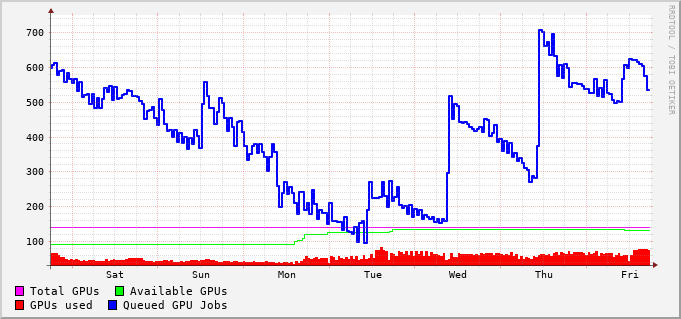 RRDTOOL / TOBI OETIKER
700
600
500
400
300
200
100
Sat Sun Mon Tue Wed Thu Fri
Total GPUs Available GPUs
GPUs used Queued GPU Jobs